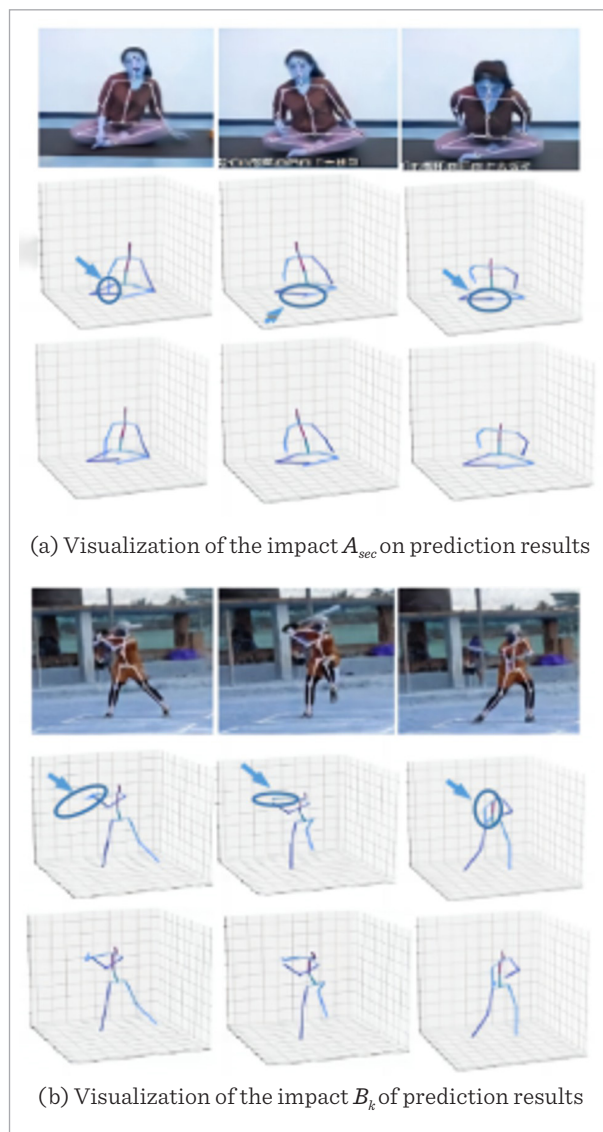 (a) Visualization of the impact A_sec on prediction results
(b) Visualization of the impact B_k of prediction results